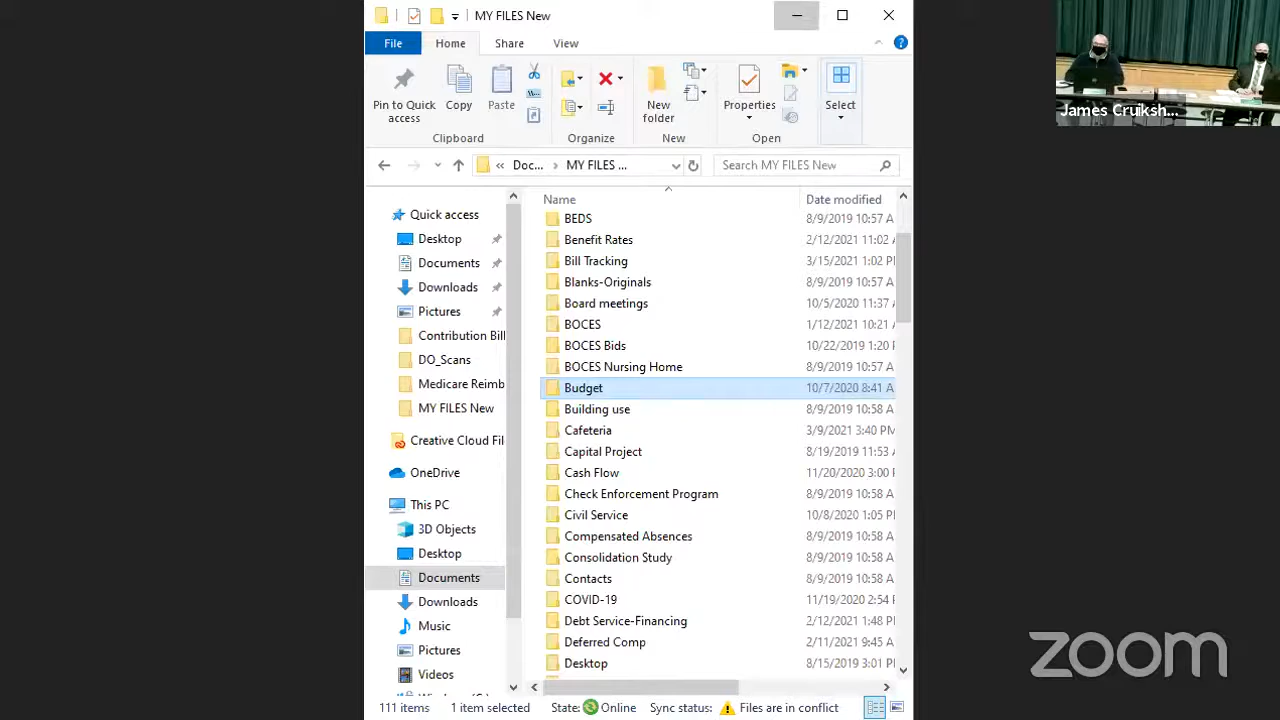 MY FILES New
File
Home
Share
View
Pin to Quick access
Copy
Paste
New folder
Properties
Select
Clipboard
Organize
New
Open
« Doc... > MY FILES ...
Search MY FILES New
Name
Date modified
Quick access
Desktop
Documents
Downloads
Pictures
Contribution Bill
DO_Scans
Medicare Reimb
MY FILES New
Creative Cloud Fil
OneDrive
This PC
3D Objects
Desktop
Documents
Downloads
Music
Pictures
Videos
BEDS 8/9/2019 10:57 A
Benefit Rates 2/12/2021 11:02
Bill Tracking 3/15/2021 1:02 P
Blanks-Originals 8/9/2019 10:57 A
Board meetings 10/5/2020 11:37
BOCES 1/12/2021 10:21
BOCES Bids 10/22/2019 1:20
BOCES Nursing Home 8/9/2019 10:57 A
Budget 10/7/2020 8:41 A
Building use 8/9/2019 10:58 A
Cafeteria 3/9/2021 3:40 PM
Capital Project 8/19/2019 11:53
Cash Flow 11/20/2020 3:00
Check Enforcement Program 8/9/2019 10:58 A
Civil Service 10/8/2020 1:05 P
Compensated Absences 8/9/2019 10:58 A
Consolidation Study 8/9/2019 10:58 A
Contacts 8/9/2019 10:58 A
COVID-19 11/19/2020 2:54
Debt Service-Financing 2/12/2021 1:48 P
Deferred Comp 2/11/2021 9:45 A
Desktop 8/15/2019 3:01 P
111 items
1 item selected
State: Online
Sync status: Files are in conflict
James Cruiksh...
zoom